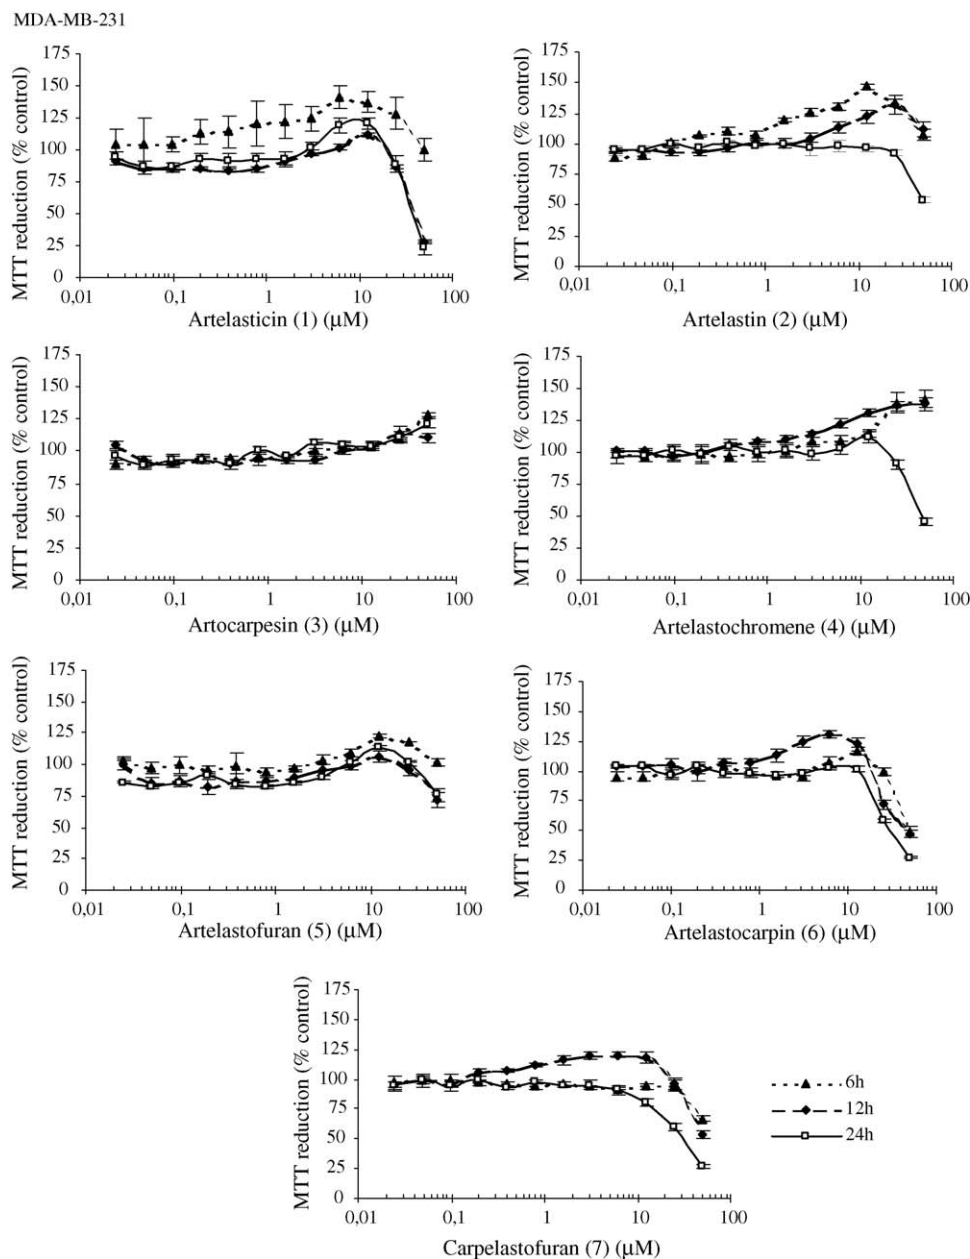 MDA-MB-231
MTT reduction (% control)
175
150
125
100
75
50
25
0
0,01 0,1 1 10 100
Artelasticin (1) (μM)
MTT reduction (% control)
175
150
125
100
75
50
25
0
0,01 0,1 1 10 100
Artelastin (2) (μM)
MTT reduction (% control)
175
150
125
100
75
50
25
0
0,01 0,1 1 10 100
Artocarpesin (3) (μM)
MTT reduction (% control)
175
150
125
100
75
50
25
0
0,01 0,1 1 10 100
Artelastochromene (4) (μM)
MTT reduction (% control)
175
150
125
100
75
50
25
0
0,01 0,1 1 10 100
Artelastofuran (5) (μM)
MTT reduction (% control)
175
150
125
100
75
50
25
0
0,01 0,1 1 10 100
Artelastocarpin (6) (μM)
MTT reduction (% control)
175
150
125
100
75
50
25
0
0,01 0,1 1 10 100
Carpelastofuran (7) (μM)
6h
12h
24h